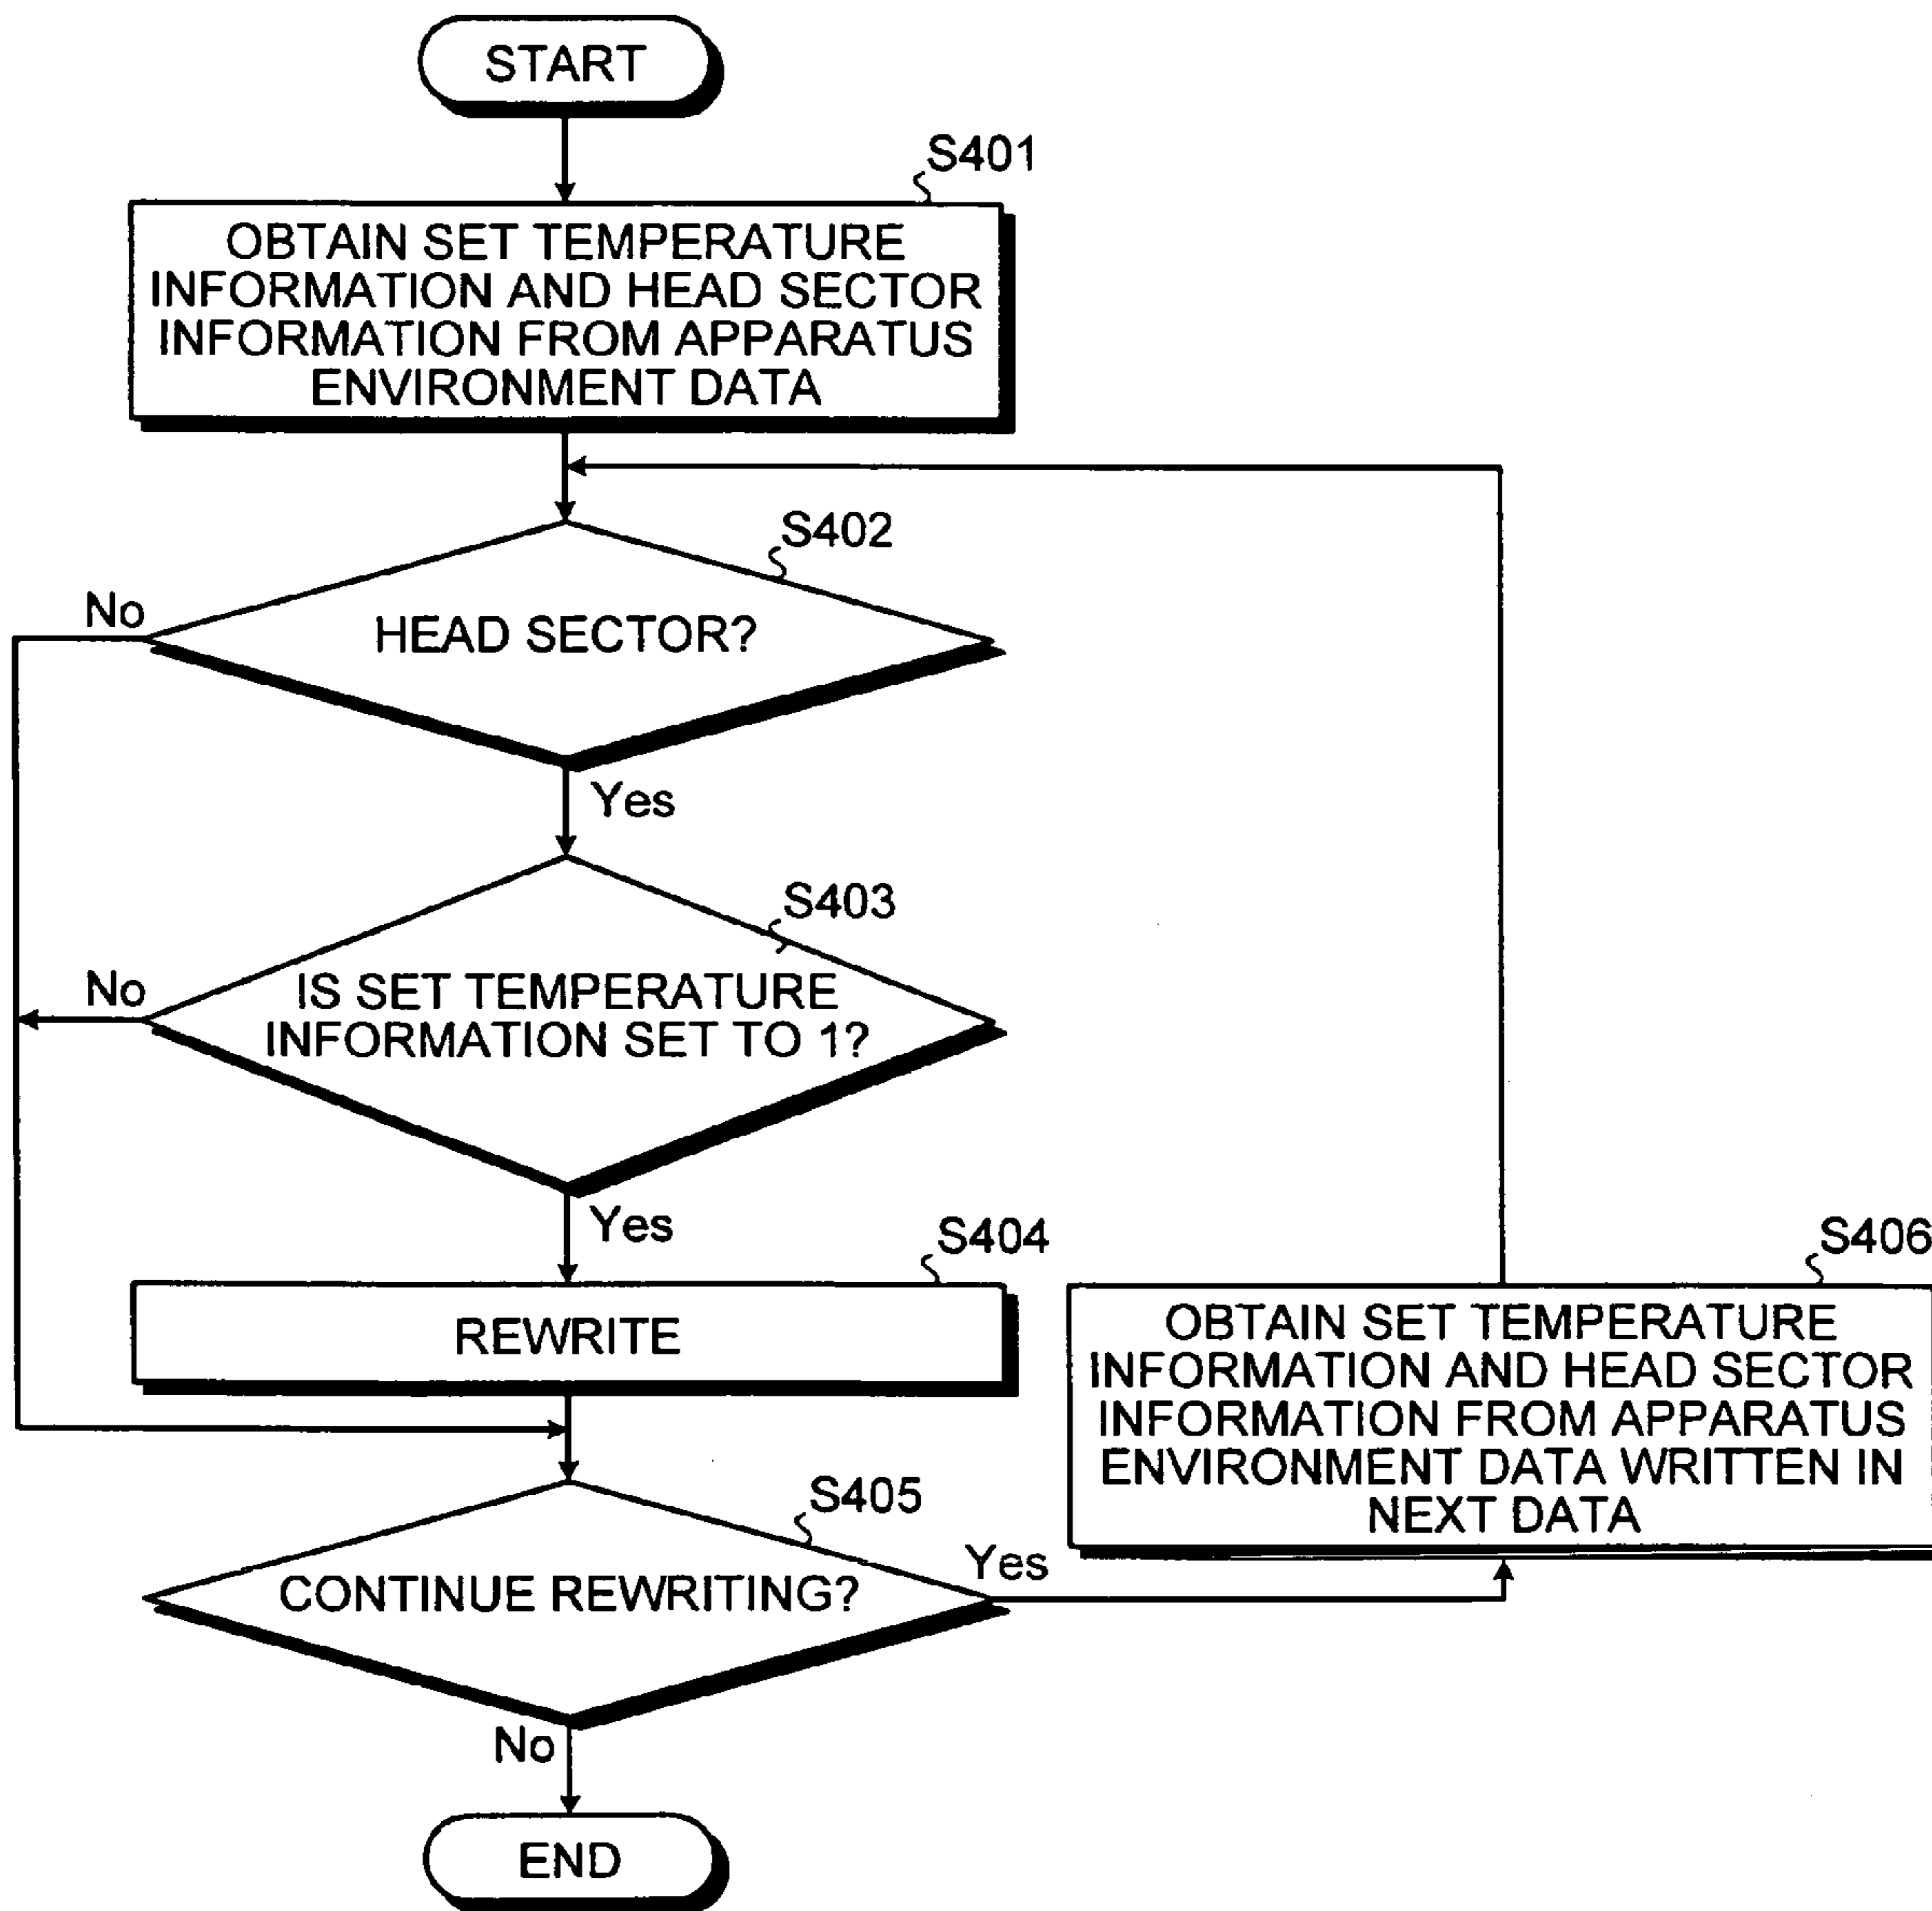 START
S401
OBTAIN SET TEMPERATURE
INFORMATION AND HEAD SECTOR
INFORMATION FROM APPARATUS
ENVIRONMENT DATA
S402
No
HEAD SECTOR?
Yes
S403
No
IS SET TEMPERATURE
INFORMATION SET TO 1?
Yes
S404
REWRITE
S406
OBTAIN SET TEMPERATURE
INFORMATION AND HEAD SECTOR
INFORMATION FROM APPARATUS
ENVIRONMENT DATA WRITTEN IN
NEXT DATA
S405
Yes
CONTINUE REWRITING?
No
END